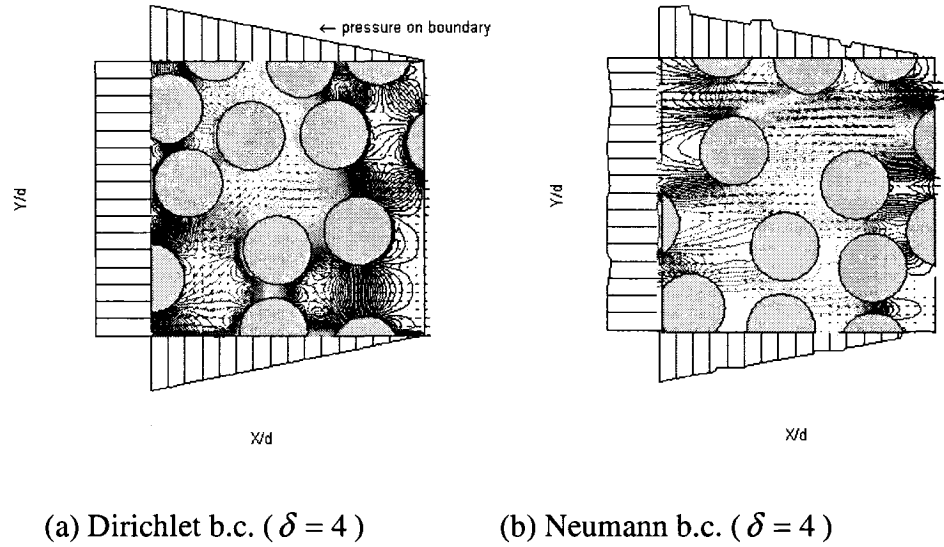 ← pressure on boundary
Y/d
X/d
Y/d
X/d
(a) Dirichlet b.c. ( δ = 4 )
(b) Neumann b.c. ( δ = 4 )